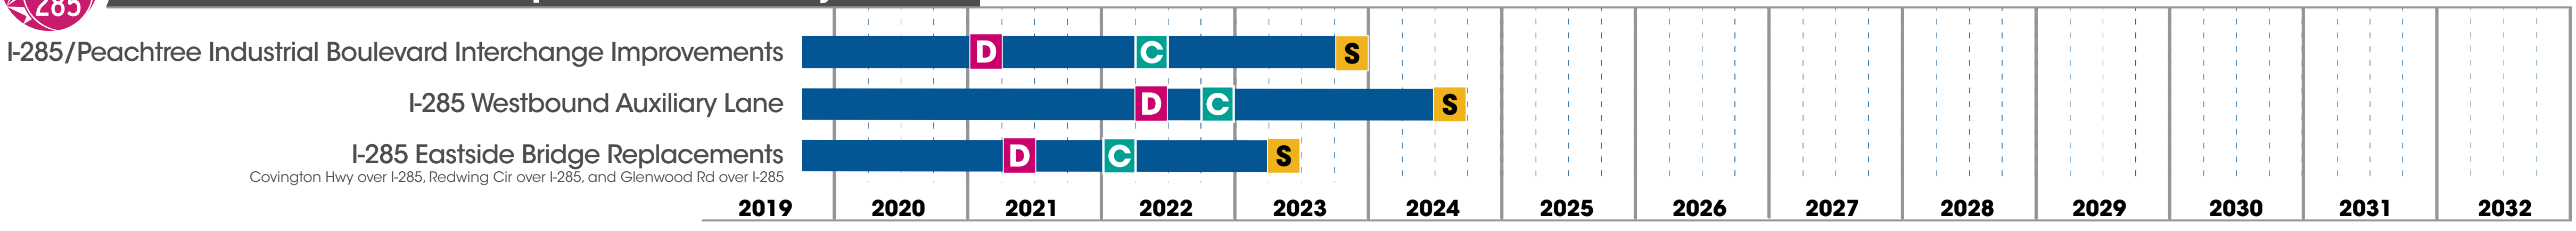 285
I-285/Peachtree Industrial Boulevard Interchange Improvements D C S
I-285 Westbound Auxiliary Lane D C S
I-285 Eastside Bridge Replacements D C S
Covington Hwy over I-285, Redwing Cir over I-285, and Glenwood Rd over I-285
2019 2020 2021 2022 2023 2024 2025 2026 2027 2028 2029 2030 2031 2032